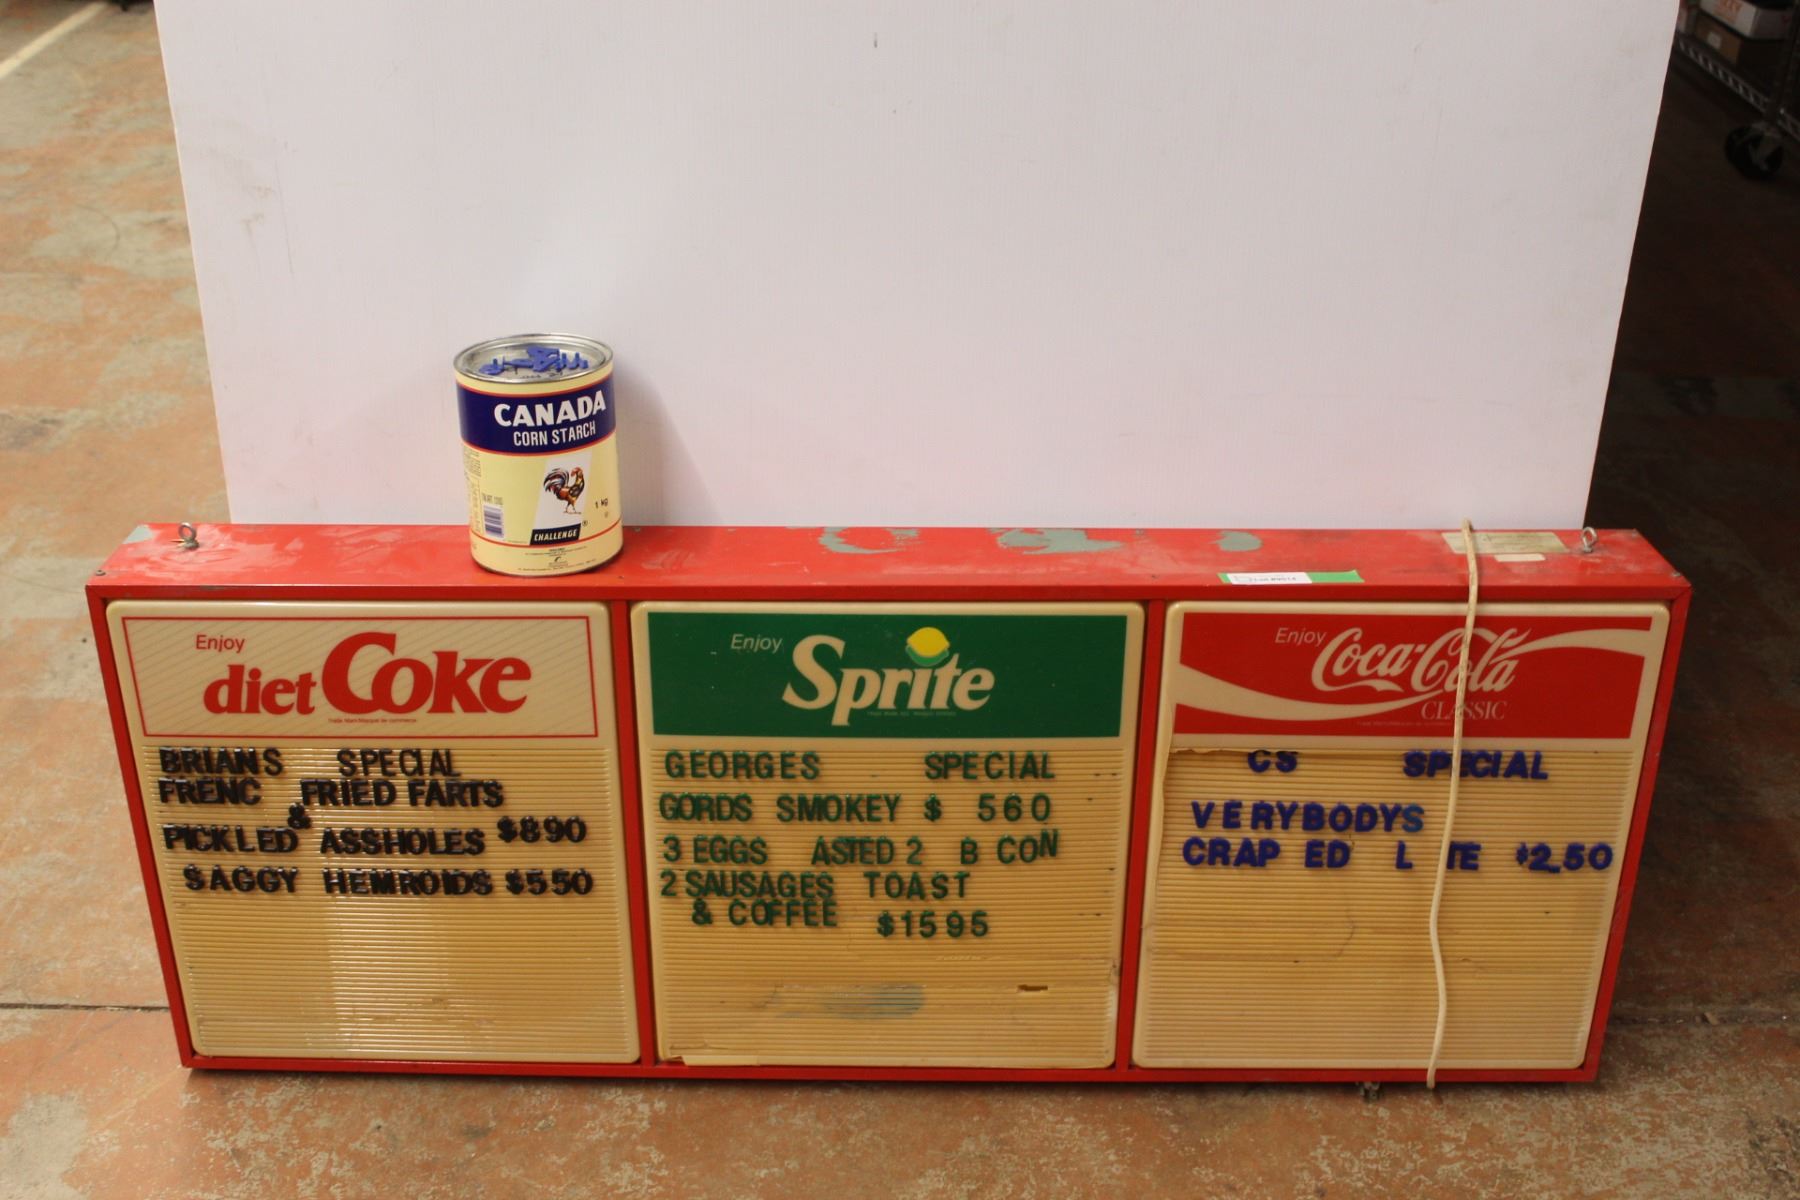 CANADA
CORN STARCH
1 kg
CHALLENGE
Enjoy
diet Coke
BRIANS SPECIAL
FRENC FRIED FARTS
&
PICKLED ASSHOLES $890
SAGGY HEMROIDS $550
Enjoy
Sprite
GEORGES SPECIAL
GORDS SMOKEY $ 560
3 EGGS ASTED 2 B CON
2 SAUSAGES TOAST
& COFFEE $1595
Enjoy
Coca-Cola
CLASSIC
CS SPECIAL
VERYBODYS
CRAP ED L TE $2.50